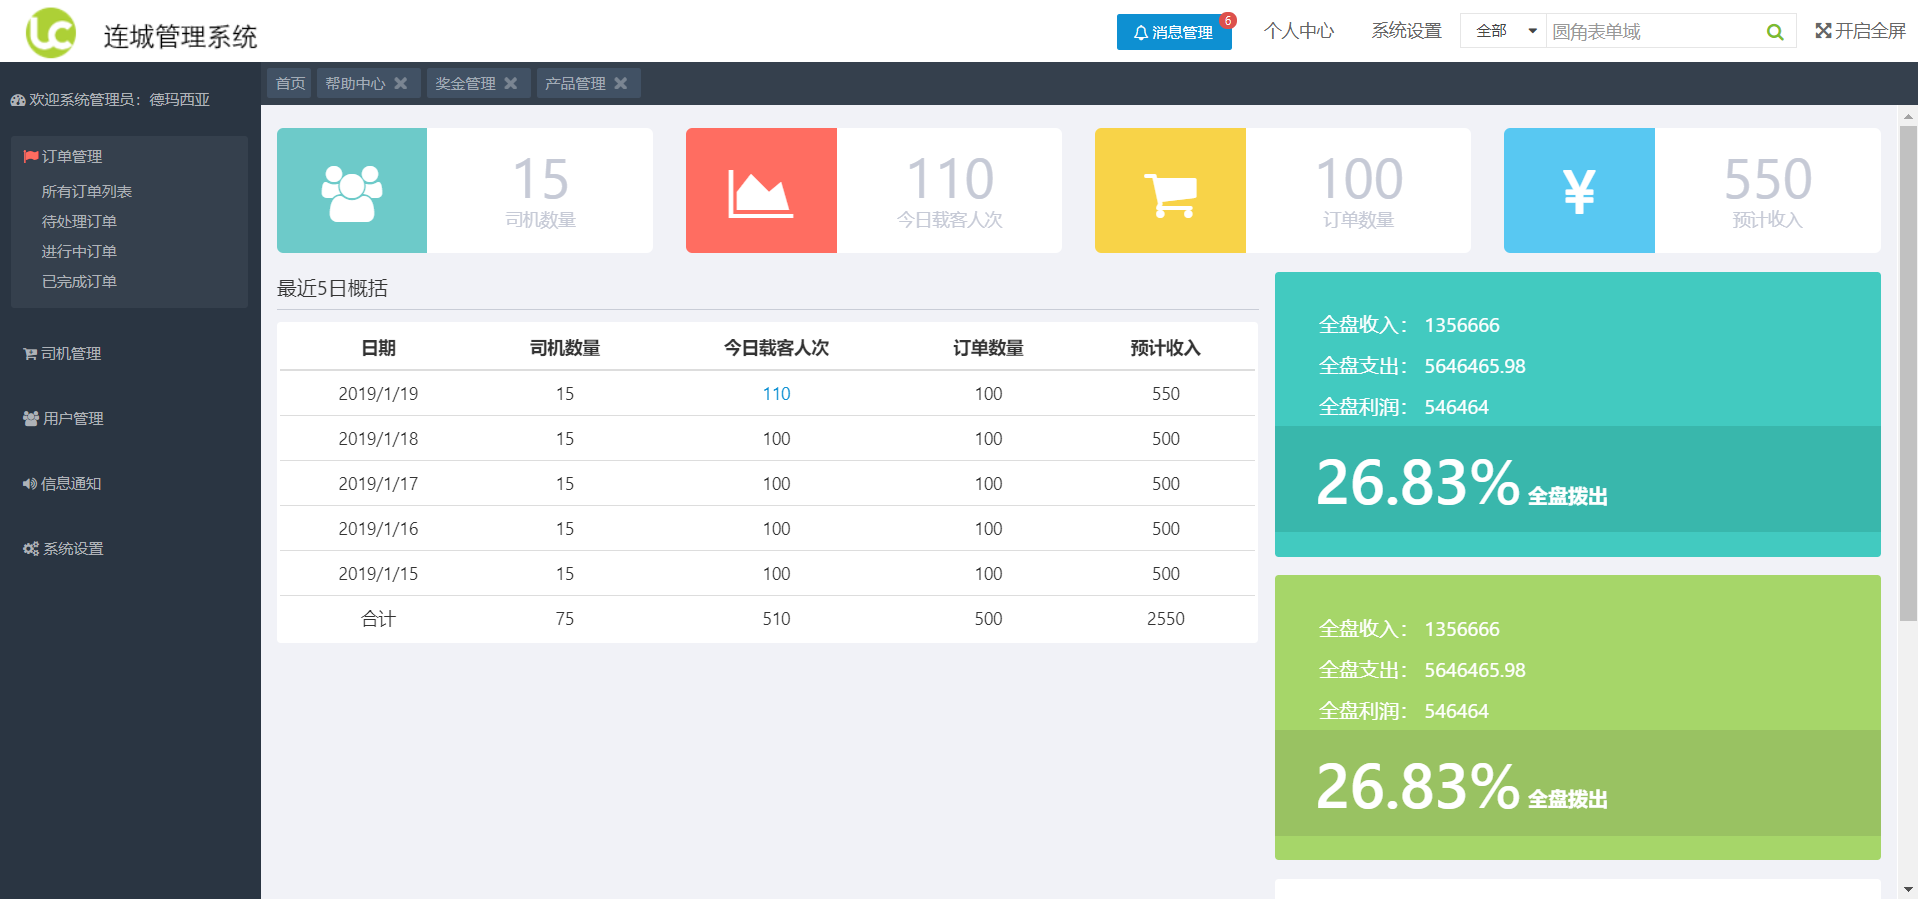 LC 连城管理系统
消息管理 6 个人中心 系统设置 全部 圆角表单域 开启全屏
首页 帮助中心 奖金管理 产品管理
欢迎系统管理员：德玛西亚
订单管理
所有订单列表
待处理订单
进行中订单
已完成订单
司机管理
用户管理
信息通知
系统设置
15
司机数量
110
今日载客人次
100
订单数量
¥
550
预计收入
最近5日概括
日期 司机数量 今日载客人次 订单数量 预计收入
2019/1/19 15 110 100 550
2019/1/18 15 100 100 500
2019/1/17 15 100 100 500
2019/1/16 15 100 100 500
2019/1/15 15 100 100 500
合计 75 510 500 2550
全盘收入： 1356666
全盘支出： 5646465.98
全盘利润： 546464
26.83% 全盘拨出
全盘收入： 1356666
全盘支出： 5646465.98
全盘利润： 546464
26.83% 全盘拨出